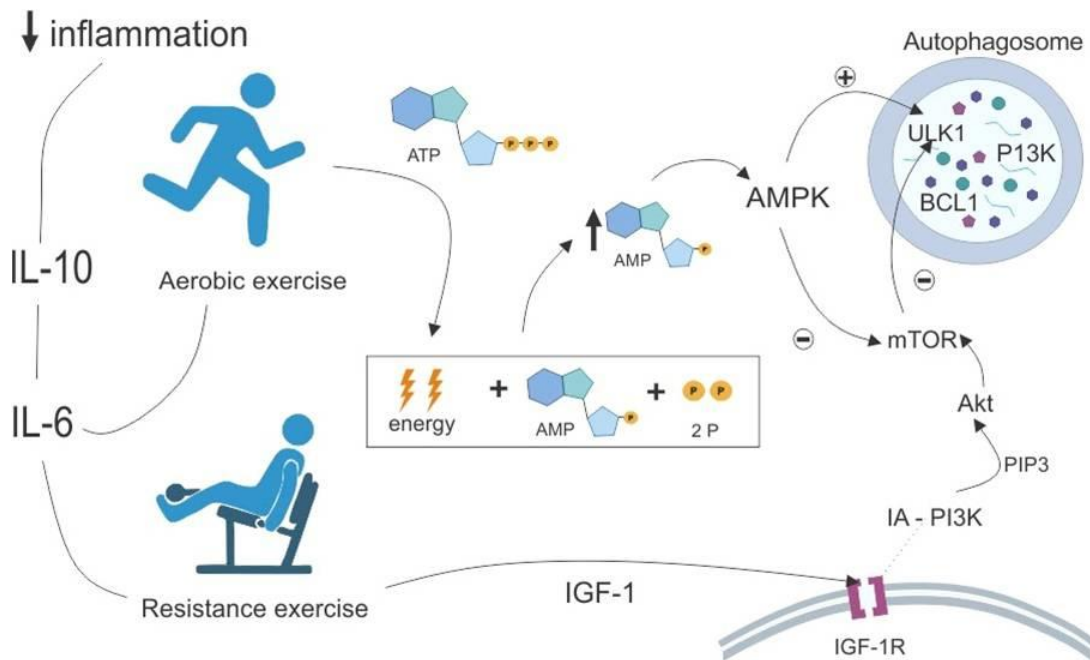 ↓ inflammation
Autophagosome
ATP
P P P
+
ULK1
P13K
BCL1
AMPK
AMP
P
IL-10
Aerobic exercise
−
−
mTOR
energy
+
AMP
P
+
P P
2 P
IL-6
Akt
PIP3
IA - PI3K
Resistance exercise
IGF-1
IGF-1R